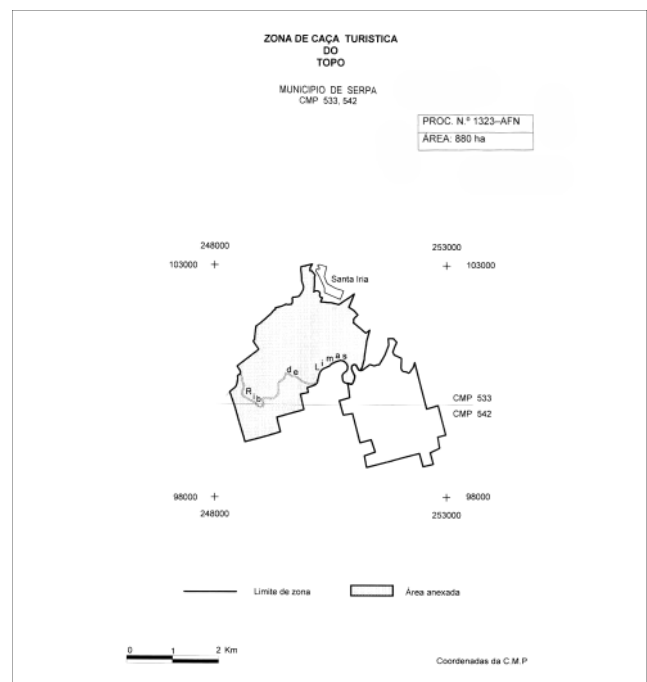 ZONA DE CAÇA TURISTICA
DO
TOPO
MUNICIPIO DE SERPA
CMP 533, 542
PROC. N.º 1323–AFN
ÁREA: 880 ha
248000
253000
103000
103000
Santa Iria
Rib de Limas
CMP 533
CMP 542
98000
98000
248000
253000
Limite de zona
Área anexada
0 1 2 Km
Coordenadas da C.M.P